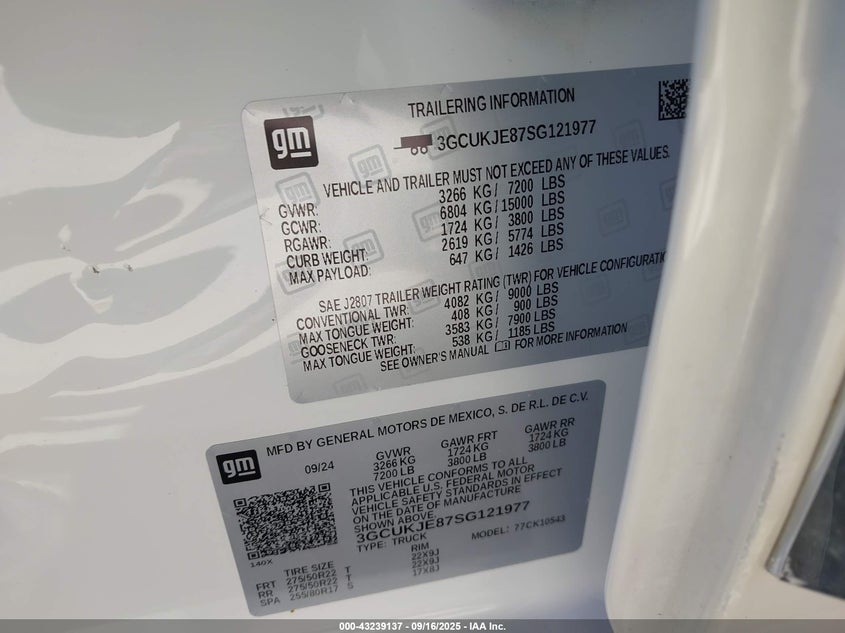 TRAILERING INFORMATION
gm
3GCUKJE87SG121977
VEHICLE AND TRAILER MUST NOT EXCEED ANY OF THESE VALUES.
GVWR: 3266 KG/ 7200 LBS
GCWR: 6804 KG/ 15000 LBS
RGAWR: 1724 KG/ 3800 LBS
CURB WEIGHT: 2619 KG/ 5774 LBS
MAX PAYLOAD: 647 KG/ 1426 LBS
SAE J2807 TRAILER WEIGHT RATING (TWR) FOR VEHICLE CONFIGURATIO
CONVENTIONAL TWR: 4082 KG/ 9000 LBS
MAX TONGUE WEIGHT: 408 KG/ 900 LBS
GOOSENECK TWR: 3583 KG/ 7900 LBS
MAX TONGUE WEIGHT: 538 KG/ 1185 LBS
SEE OWNER'S MANUAL FOR MORE INFORMATION
MFD BY GENERAL MOTORS DE MEXICO, S. DE R.L. DE C.V.
gm
09/24 GVWR GAWR FRT GAWR RR
3266 KG 1724 KG 1724 KG
7200 LB 3800 LB 3800 LB
THIS VEHICLE CONFORMS TO ALL
APPLICABLE U.S. FEDERAL MOTOR
VEHICLE SAFETY STANDARDS IN EFFECT
ON THE DATE OF MANUFACTURE
SHOWN ABOVE.
3GCUKJE87SG121977
TYPE: TRUCK MODEL: 77CK10543
140X
TIRE SIZE RIM
FRT 275/50R22 T 22X9J
RR 275/50R22 T 22X9J
SPA 255/80R17 S 17X8J
000-43239137 - 09/16/2025 - IAA Inc.